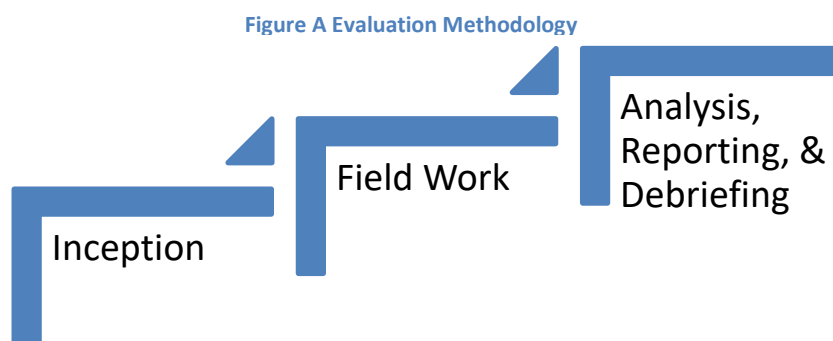 Figure A Evaluation Methodology
Inception
Field Work
Analysis,
Reporting, &
Debriefing